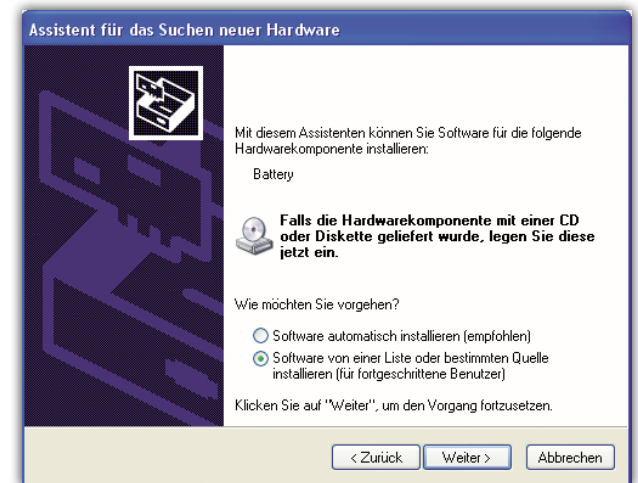 Assistent für das Suchen neuer Hardware
Mit diesem Assistenten können Sie Software für die folgende
Hardwarekomponente installieren:
Battery
Falls die Hardwarekomponente mit einer CD
oder Diskette geliefert wurde, legen Sie diese
jetzt ein.
Wie möchten Sie vorgehen?
Software automatisch installieren (empfohlen)
Software von einer Liste oder bestimmten Quelle
installieren (für fortgeschrittene Benutzer)
Klicken Sie auf "Weiter", um den Vorgang fortzusetzen.
< Zurück Weiter > Abbrechen